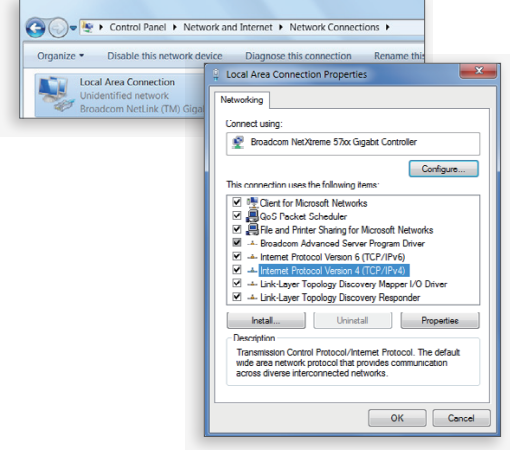 Control Panel ▸ Network and Internet ▸ Network Connections ▸
Organize ▾ Disable this network device Diagnose this connection Rename this
Local Area Connection
Unidentified network
Broadcom NetLink (TM) Giga
Local Area Connection Properties
Networking
Connect using:
Broadcom NetXtreme 57xx Gigabit Controller
Configure...
This connection uses the following items:
Client for Microsoft Networks
QoS Packet Scheduler
File and Printer Sharing for Microsoft Networks
Broadcom Advanced Server Program Driver
Internet Protocol Version 6 (TCP/IPv6)
Internet Protocol Version 4 (TCP/IPv4)
Link-Layer Topology Discovery Mapper I/O Driver
Link-Layer Topology Discovery Responder
Install... Uninstall Properties
Description
Transmission Control Protocol/Internet Protocol. The default
wide area network protocol that provides communication
across diverse interconnected networks.
OK Cancel